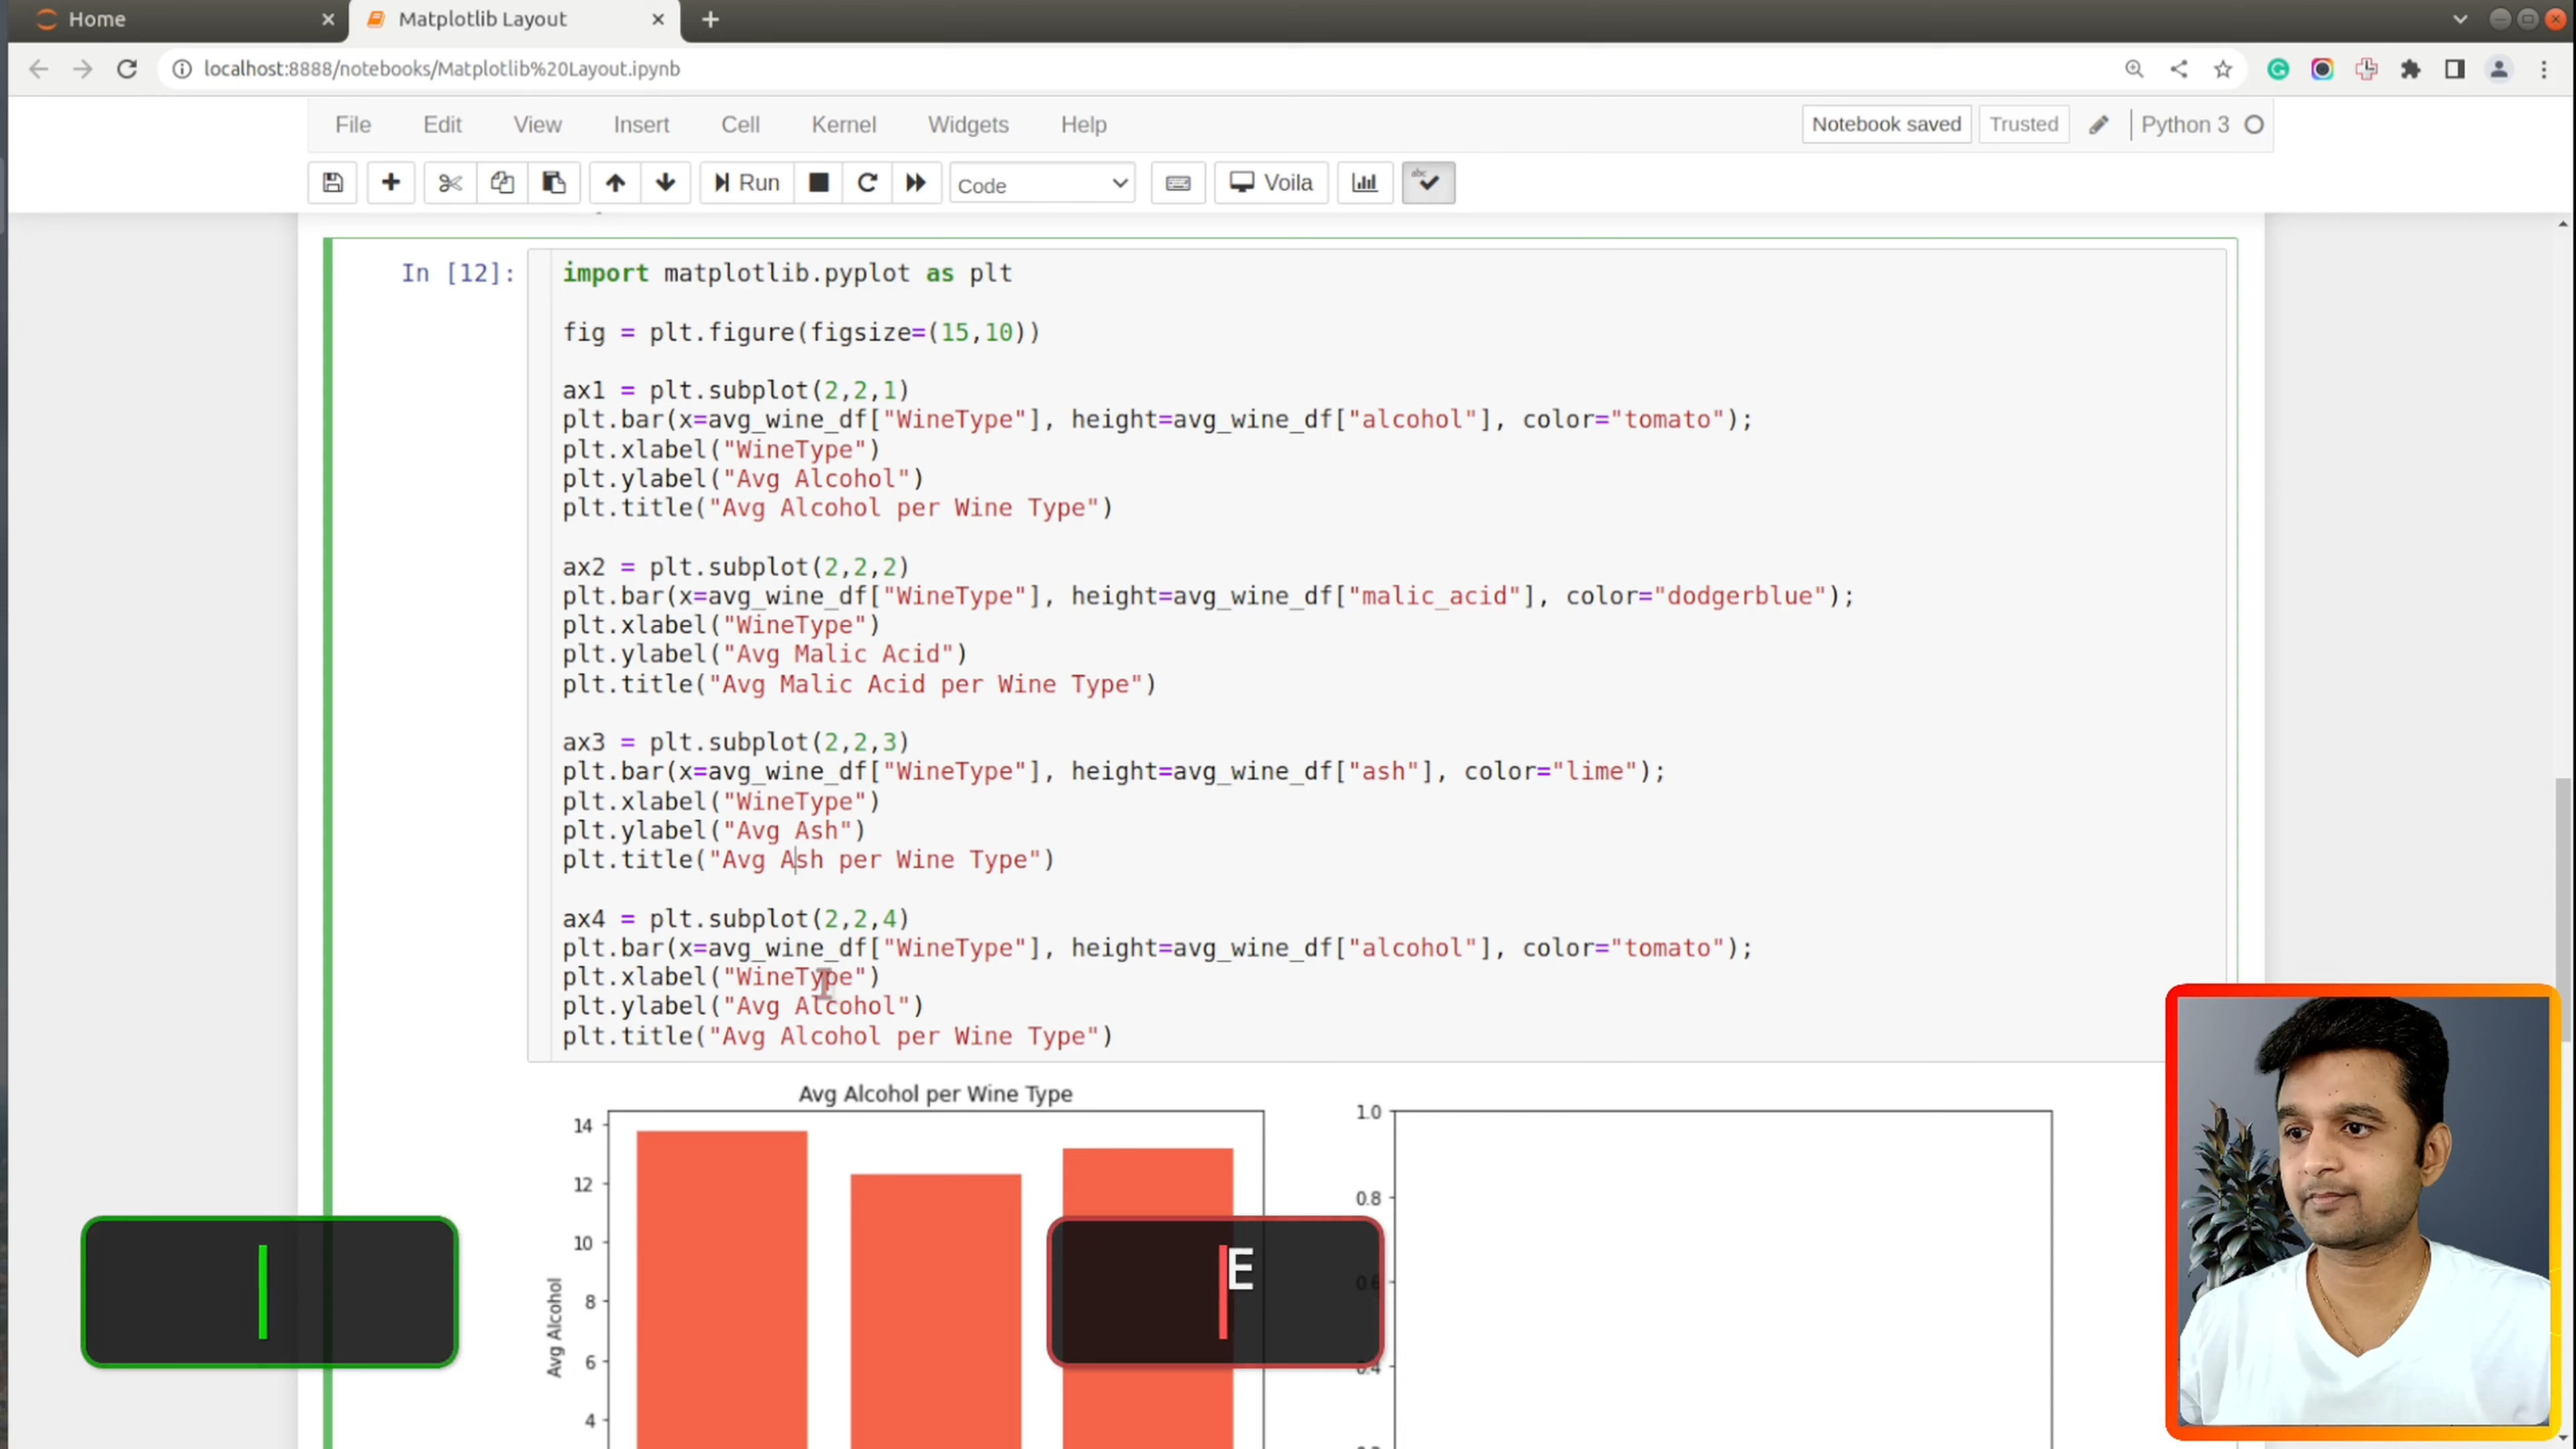 Home
Matplotlib Layout
localhost:8888/notebooks/Matplotlib%20Layout.ipynb
File Edit View Insert Cell Kernel Widgets Help
Notebook saved Trusted Python 3
Run Code Voila abc
In [12]:
import matplotlib.pyplot as plt
fig = plt.figure(figsize=(15,10))
ax1 = plt.subplot(2,2,1)
plt.bar(x=avg_wine_df["WineType"], height=avg_wine_df["alcohol"], color="tomato");
plt.xlabel("WineType")
plt.ylabel("Avg Alcohol")
plt.title("Avg Alcohol per Wine Type")
ax2 = plt.subplot(2,2,2)
plt.bar(x=avg_wine_df["WineType"], height=avg_wine_df["malic_acid"], color="dodgerblue");
plt.xlabel("WineType")
plt.ylabel("Avg Malic Acid")
plt.title("Avg Malic Acid per Wine Type")
ax3 = plt.subplot(2,2,3)
plt.bar(x=avg_wine_df["WineType"], height=avg_wine_df["ash"], color="lime");
plt.xlabel("WineType")
plt.ylabel("Avg Ash")
plt.title("Avg Ash per Wine Type")
ax4 = plt.subplot(2,2,4)
plt.bar(x=avg_wine_df["WineType"], height=avg_wine_df["alcohol"], color="tomato");
plt.xlabel("WineType")
plt.ylabel("Avg Alcohol")
plt.title("Avg Alcohol per Wine Type")
Avg Alcohol per Wine Type
14
12
10
8
6
4
Avg Alcohol
1.0
0.8
0.6
0.4
E